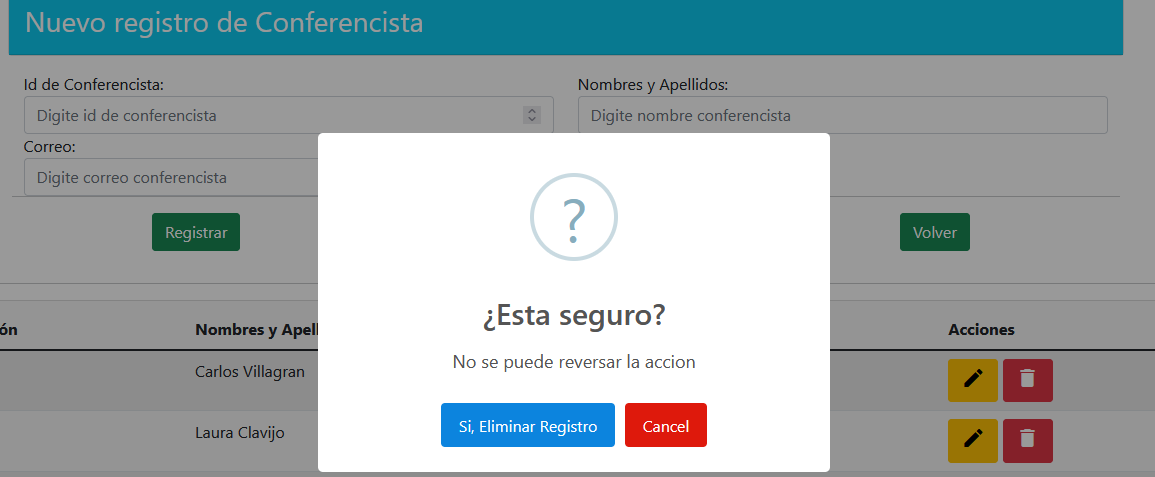 Nuevo registro de Conferencista
Id de Conferencista:
Nombres y Apellidos:
Digite id de conferencista
Digite nombre conferencista
Correo:
Digite correo conferencista
Registrar
Volver
?
¿Esta seguro?
No se puede reversar la accion
Si, Eliminar Registro
Cancel
ón
Nombres y Apell
Acciones
Carlos Villagran
Laura Clavijo